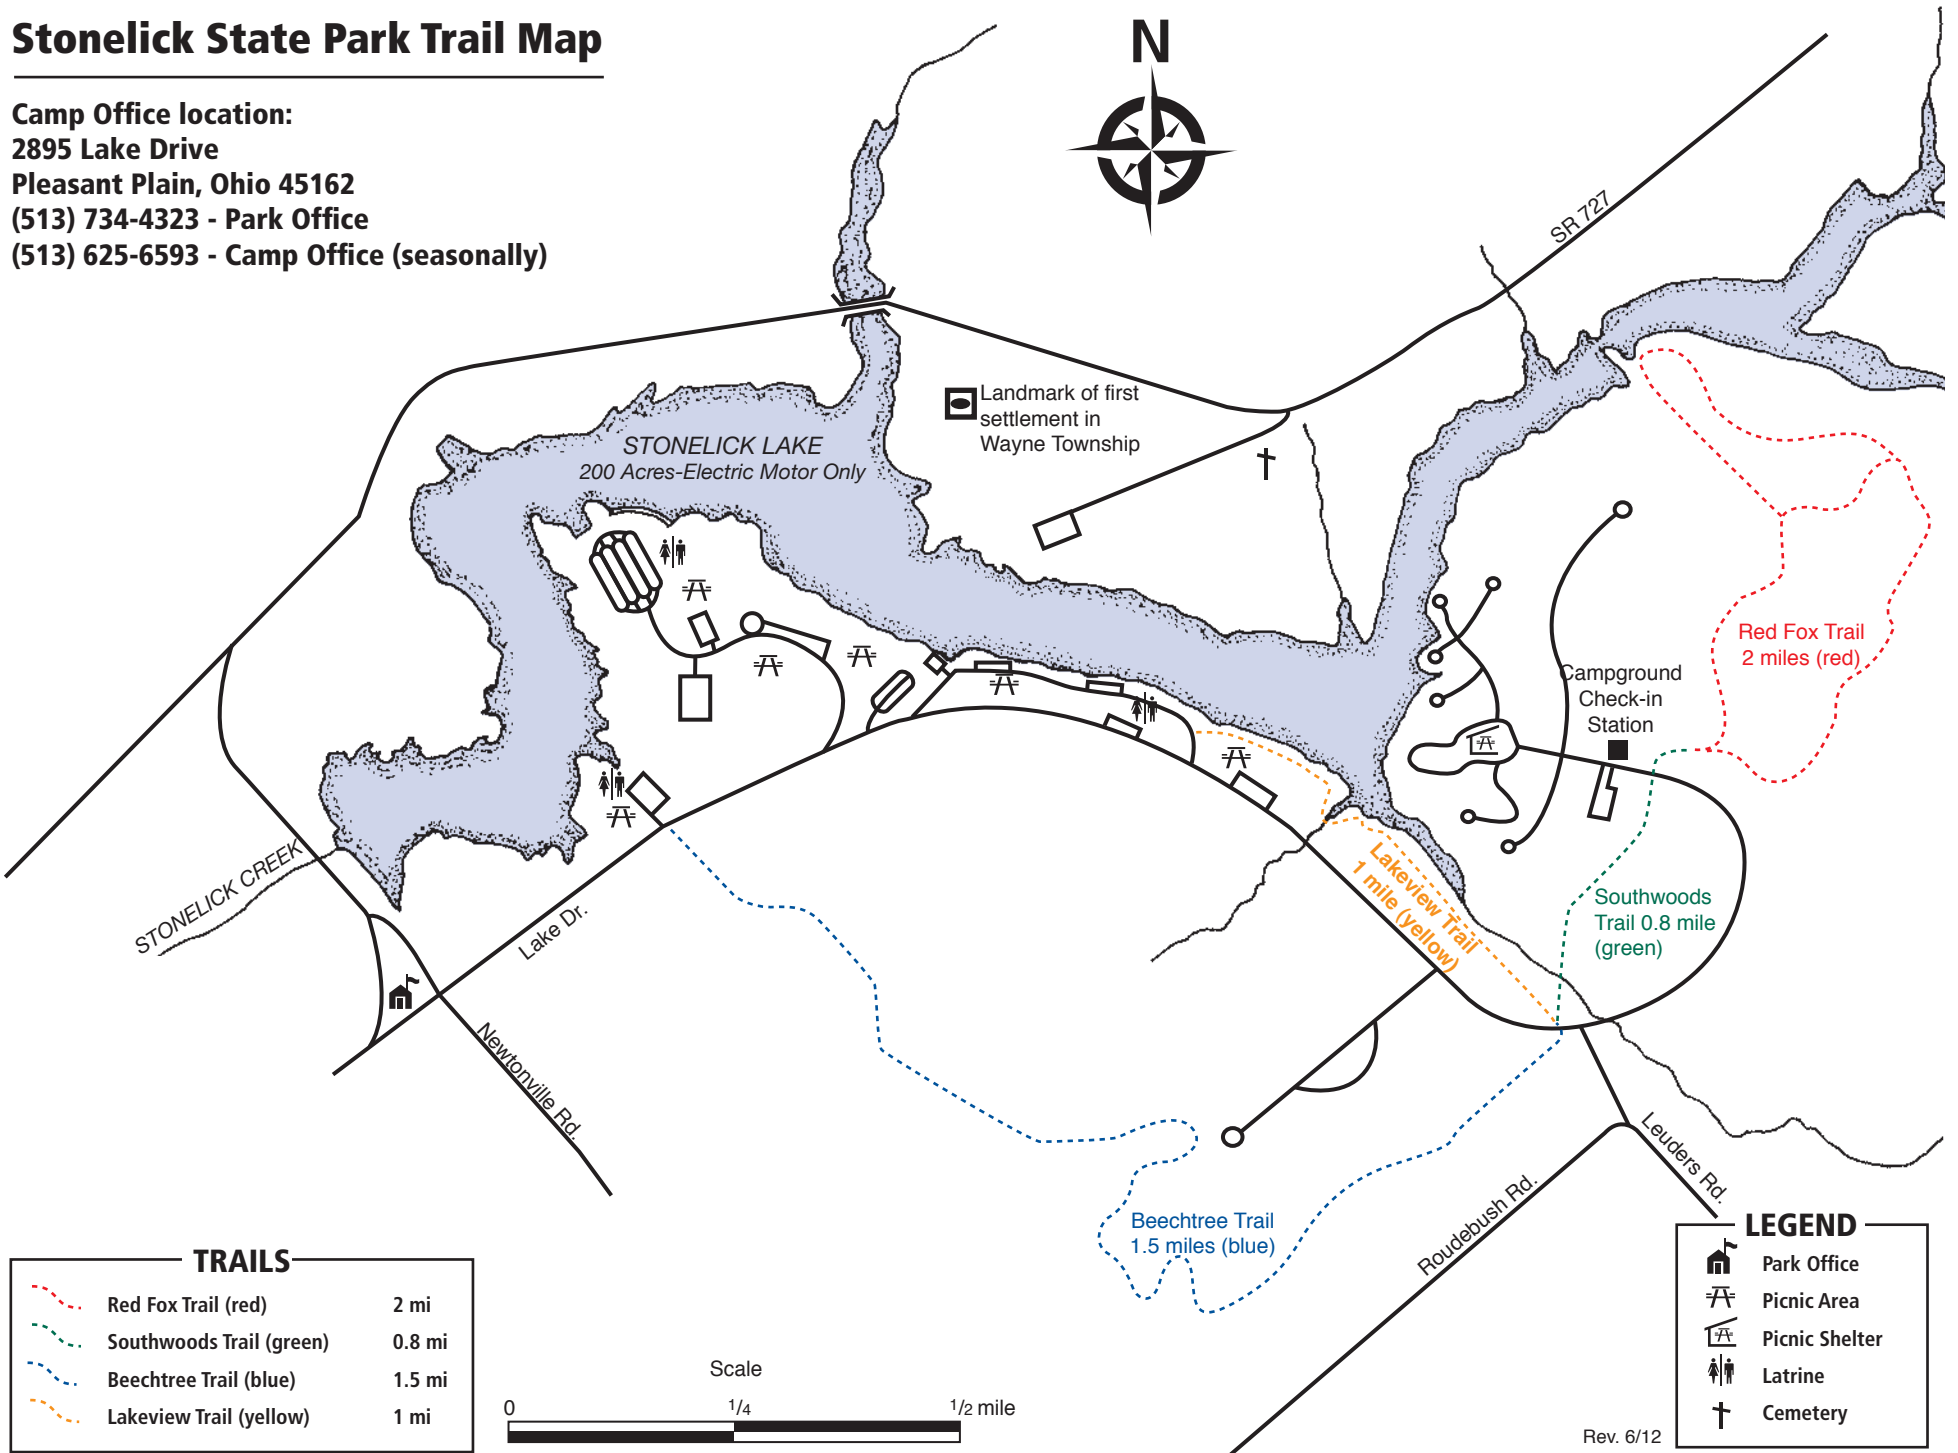 Stonelick State Park Trail Map
Camp Office location:
2895 Lake Drive
Pleasant Plain, Ohio 45162
(513) 734-4323 - Park Office
(513) 625-6593 - Camp Office (seasonally)
N
SR 727
Landmark of first
settlement in
Wayne Township
STONELICK LAKE
200 Acres-Electric Motor Only
Red Fox Trail
2 miles (red)
Campground
Check-in
Station
STONELICK CREEK
Lake Dr.
Lakeview Trail
1 mile (yellow)
Southwoods
Trail 0.8 mile
(green)
Newtonville Rd.
Beechtree Trail
1.5 miles (blue)
Leuders Rd.
Roudebush Rd.
TRAILS
Red Fox Trail (red) 2 mi
Southwoods Trail (green) 0.8 mi
Beechtree Trail (blue) 1.5 mi
Lakeview Trail (yellow) 1 mi
Scale
0 1/4 1/2 mile
LEGEND
Park Office
Picnic Area
Picnic Shelter
Latrine
Cemetery
Rev. 6/12